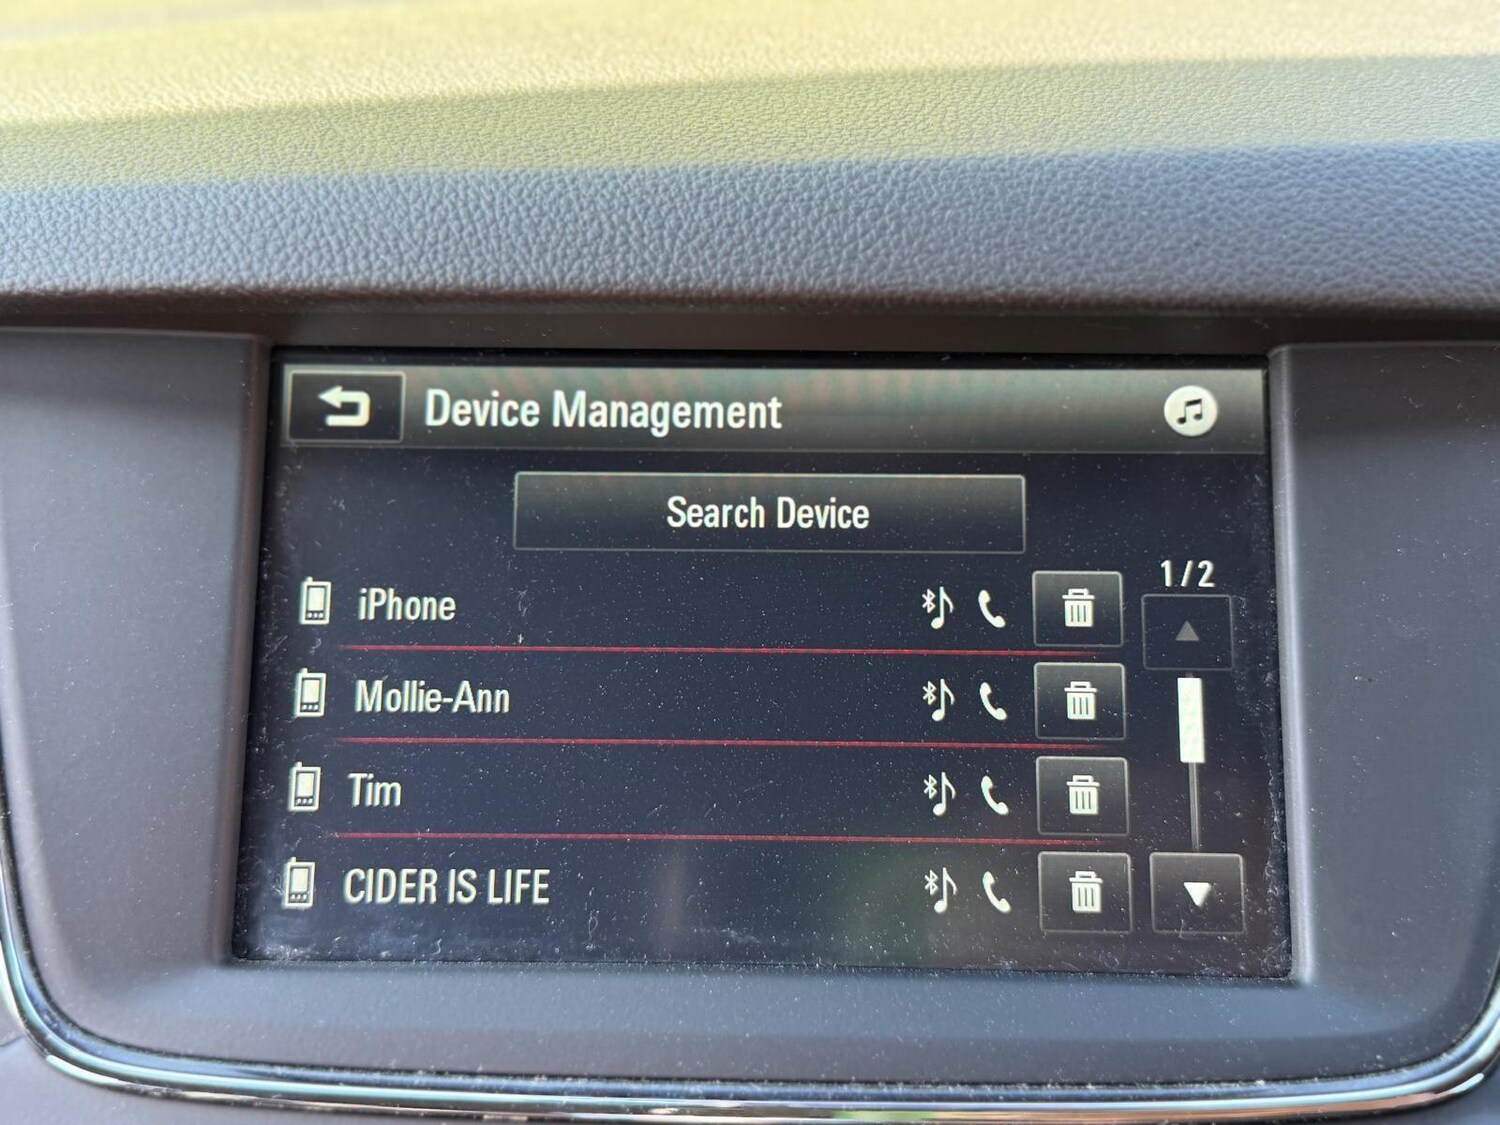 Device Management
Search Device
1/2
iPhone
Mollie-Ann
Tim
CIDER IS LIFE